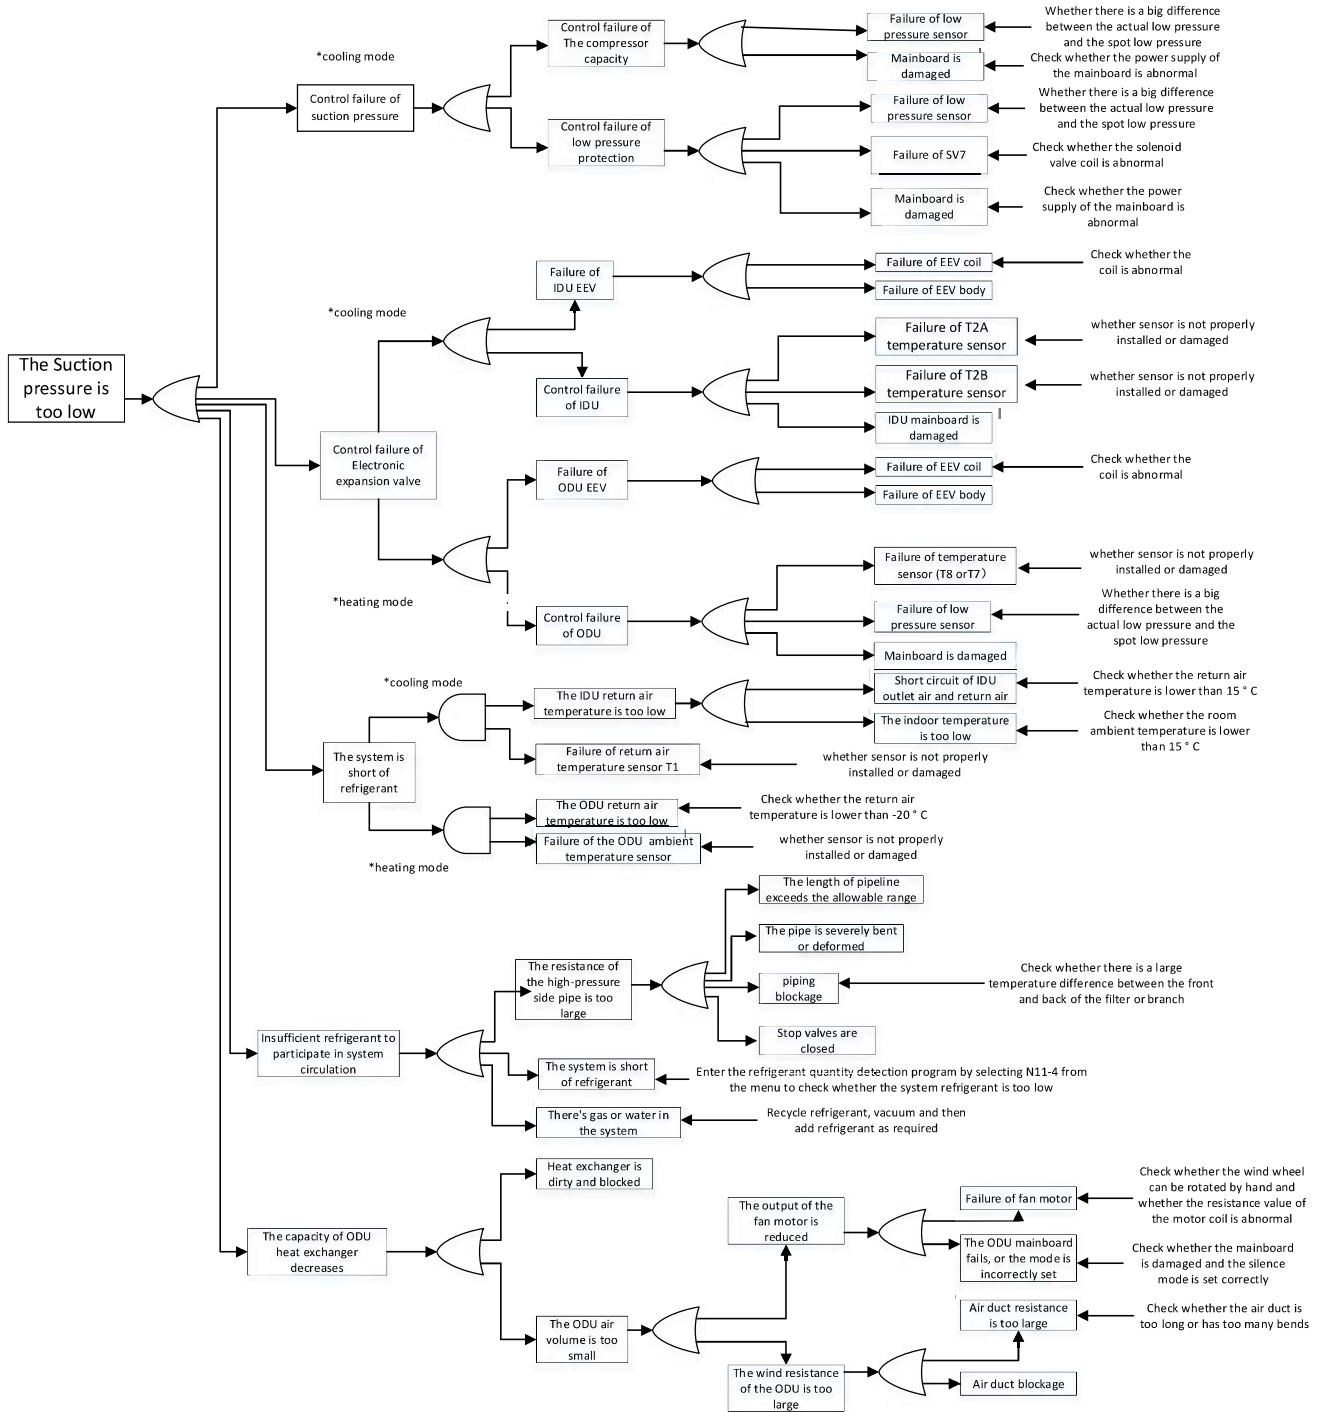 The Suction
pressure is
too low
*cooling mode
Control failure of
suction pressure
Control failure of
The compressor
capacity
Failure of low
pressure sensor
Whether there is a big difference
between the actual low pressure
and the spot low pressure
Mainboard is
damaged
Check whether the power supply of
the mainboard is abnormal
Control failure of
low pressure
protection
Failure of low
pressure sensor
Whether there is a big difference
between the actual low pressure
and the spot low pressure
Failure of SV7
Check whether the solenoid
valve coil is abnormal
Mainboard is
damaged
Check whether the power
supply of the mainboard is
abnormal
Control failure of
Electronic
expansion valve
*cooling mode
Failure of
IDU EEV
Failure of EEV coil
Check whether the
coil is abnormal
Failure of EEV body
Control failure
of IDU
Failure of T2A
temperature sensor
whether sensor is not properly
installed or damaged
Failure of T2B
temperature sensor
whether sensor is not properly
installed or damaged
IDU mainboard is
damaged
*heating mode
Failure of
ODU EEV
Failure of EEV coil
Check whether the
coil is abnormal
Failure of EEV body
Control failure
of ODU
Failure of temperature
sensor (T8 orT7)
whether sensor is not properly
installed or damaged
Failure of low
pressure sensor
Whether there is a big
difference between the
actual low pressure and the
spot low pressure
Mainboard is damaged
The system is
short of
refrigerant
*cooling mode
The IDU return air
temperature is too low
Short circuit of IDU
outlet air and return air
Check whether the return air
temperature is lower than 15 ° C
The indoor temperature
is too low
Check whether the room
ambient temperature is lower
than 15 ° C
Failure of return air
temperature sensor T1
whether sensor is not properly
installed or damaged
*heating mode
The ODU return air
temperature is too low
Check whether the return air
temperature is lower than -20 ° C
Failure of the ODU ambient
temperature sensor
whether sensor is not properly
installed or damaged
Insufficient refrigerant to
participate in system
circulation
The resistance of
the high-pressure
side pipe is too
large
The length of pipeline
exceeds the allowable range
The pipe is severely bent
or deformed
piping
blockage
Check whether there is a large
temperature difference between the front
and back of the filter or branch
Stop valves are
closed
The system is short
of refrigerant
Enter the refrigerant quantity detection program by selecting N11-4 from
the menu to check whether the system refrigerant is too low
There's gas or water in
the system
Recycle refrigerant, vacuum and then
add refrigerant as required
The capacity of ODU
heat exchanger
decreases
Heat exchanger is
dirty and blocked
The ODU air
volume is too
small
The output of the
fan motor is
reduced
Failure of fan motor
Check whether the wind wheel
can be rotated by hand and
whether the resistance value of
the motor coil is abnormal
The ODU mainboard
fails, or the mode is
incorrectly set
Check whether the mainboard
is damaged and the silence
mode is set correctly
The wind resistance
of the ODU is too
large
Air duct resistance
is too large
Check whether the air duct is
too long or has too many bends
Air duct blockage